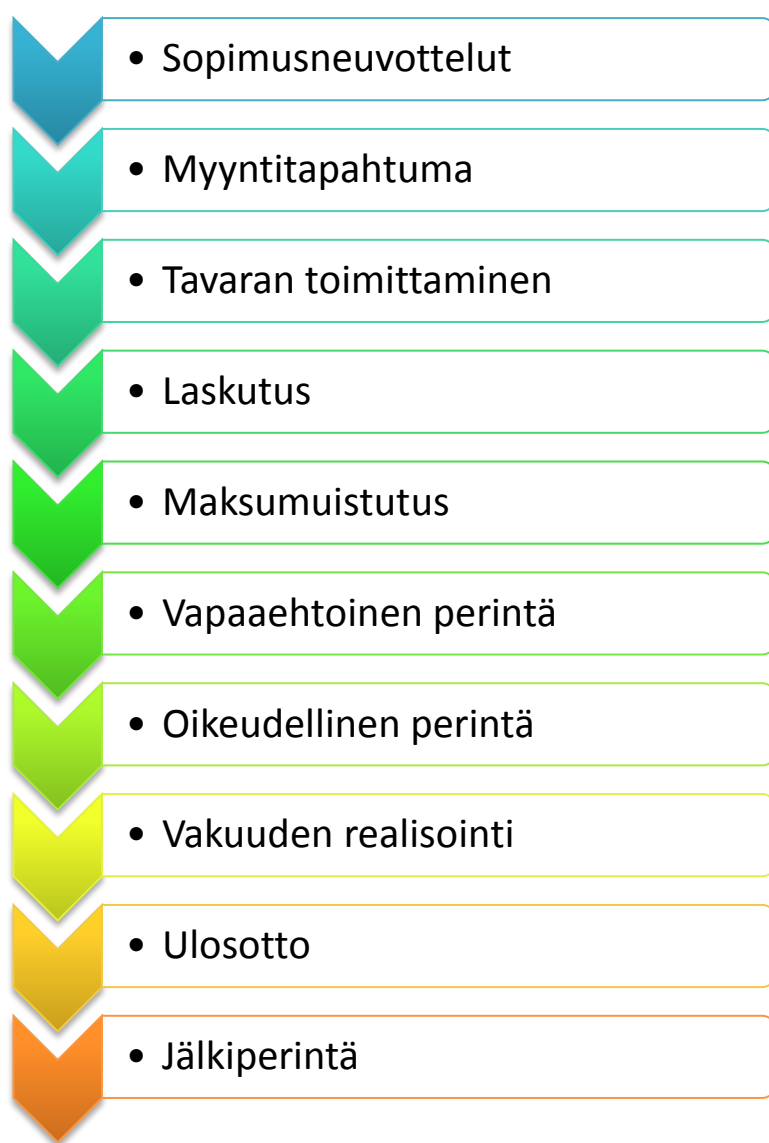 • Sopimusneuvottelut
• Myyntitapahtuma
• Tavaran toimittaminen
• Laskutus
• Maksumuistutus
• Vapaaehtoinen perintä
• Oikeudellinen perintä
• Vakuuden realisointi
• Ulosotto
• Jälkiperintä